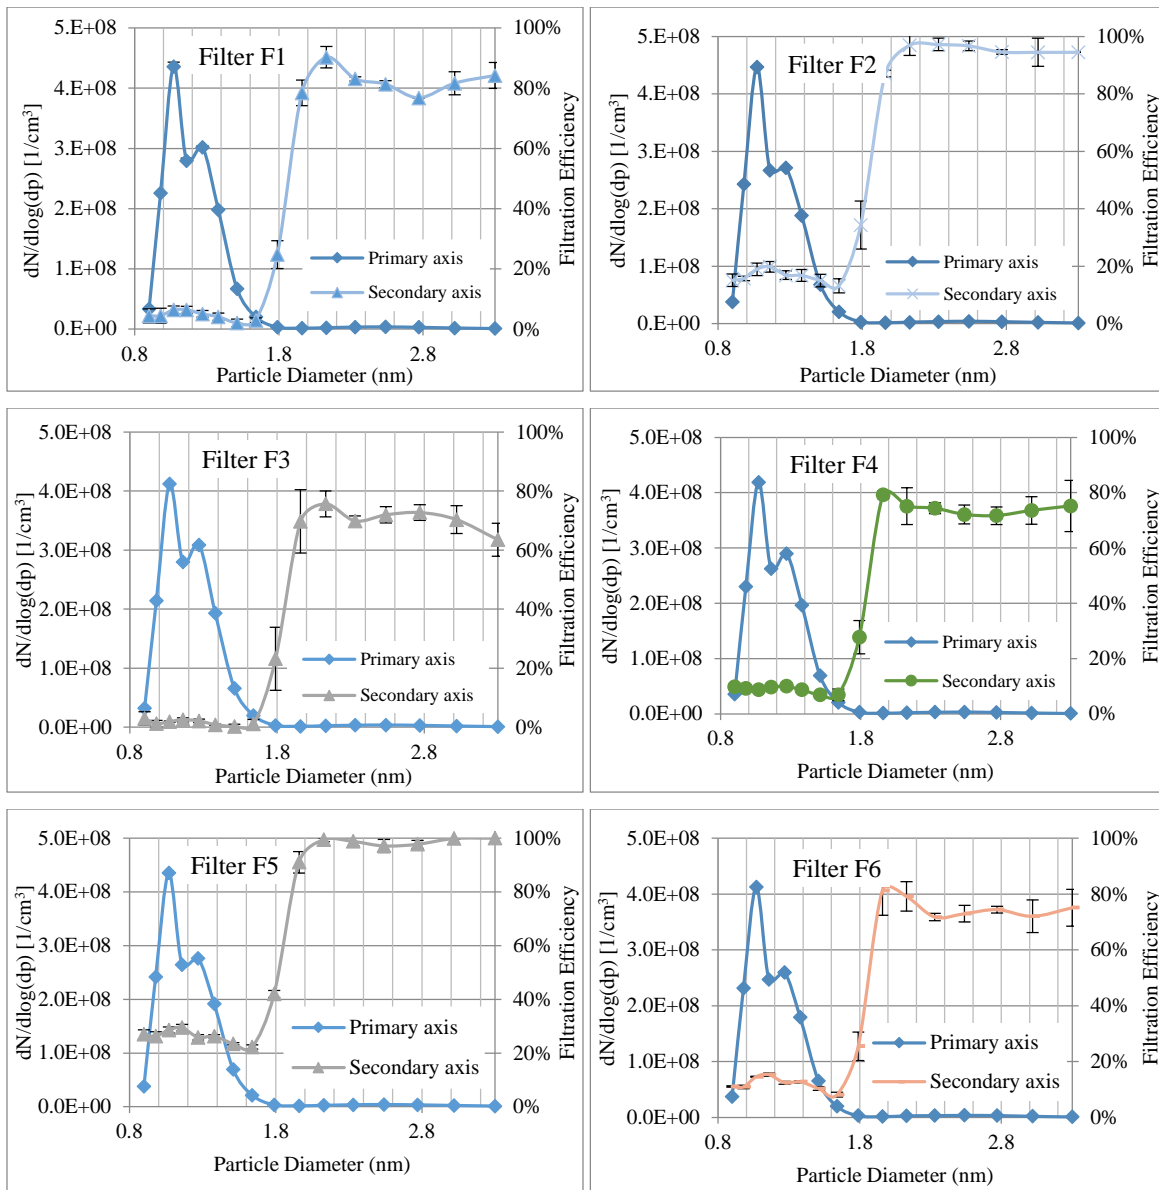 Filter F1
5.E+08
4.E+08
3.E+08
2.E+08
1.E+08
0.E+00
100%
80%
60%
40%
20%
0%
0.8
1.8
2.8
dN/dlog(dp) [1/cm³]
Filtration Efficiency
Particle Diameter (nm)
Primary axis
Secondary axis
Filter F2
5.E+08
4.E+08
3.E+08
2.E+08
1.E+08
0.E+00
100%
80%
60%
40%
20%
0%
0.8
1.8
2.8
dN/dlog(dp) [1/cm³]
Filtration Efficiency
Particle Diameter (nm)
Primary axis
Secondary axis
Filter F3
5.0E+08
4.0E+08
3.0E+08
2.0E+08
1.0E+08
0.0E+00
100%
80%
60%
40%
20%
0%
0.8
1.8
2.8
dN/dlog(dp) [1/cm³]
Filtration Efficiency
Particle Diameter (nm)
Primary axis
Secondary axis
Filter F4
5.0E+08
4.0E+08
3.0E+08
2.0E+08
1.0E+08
0.0E+00
100%
80%
60%
40%
20%
0%
0.8
1.8
2.8
dN/dlog(dp) [1/cm³]
Filtration Efficiency
Particle Diameter (nm)
Primary axis
Secondary axis
Filter F5
5.0E+08
4.0E+08
3.0E+08
2.0E+08
1.0E+08
0.0E+00
100%
80%
60%
40%
20%
0%
0.8
1.8
2.8
dN/dlog(dp) [1/cm³]
Filtration Efficiency
Particle Diameter (nm)
Primary axis
Secondary axis
Filter F6
5.0E+08
4.0E+08
3.0E+08
2.0E+08
1.0E+08
0.0E+00
100%
80%
60%
40%
20%
0%
0.8
1.8
2.8
dN/dlog(dp) [1/cm³]
Filtration Efficiency
Particle Diameter (nm)
Primary axis
Secondary axis